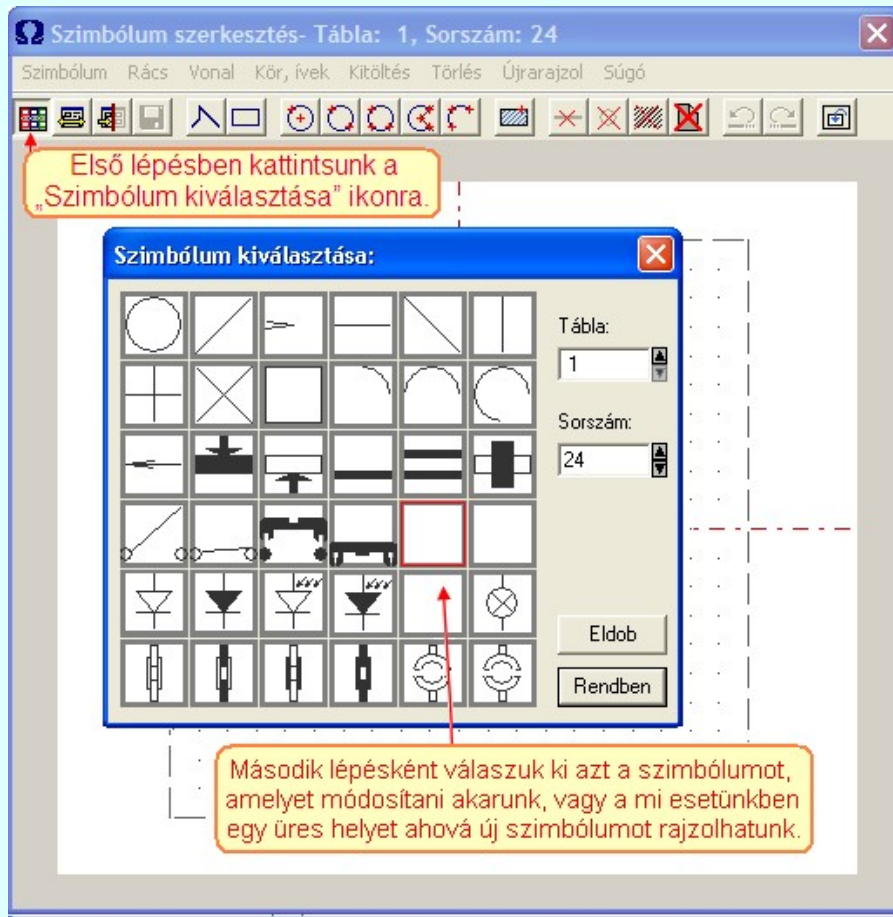 Szimbólum szerkesztés- Tábla: 1, Sorszám: 24
Szimbólum Rács Vonal Kör, ívek Kitöltés Törlés Újrarajzol Súgó
Első lépésben kattintsunk a
„Szimbólum kiválasztása” ikonra.
Szimbólum kiválasztása:
Tábla:
1
Sorszám:
24
Eldob
Rendben
Második lépésként válaszuk ki azt a szimbólumot,
amelyet módosítani akarunk, vagy a mi esetünkben
egy üres helyet ahová új szimbólumot rajzolhatunk.